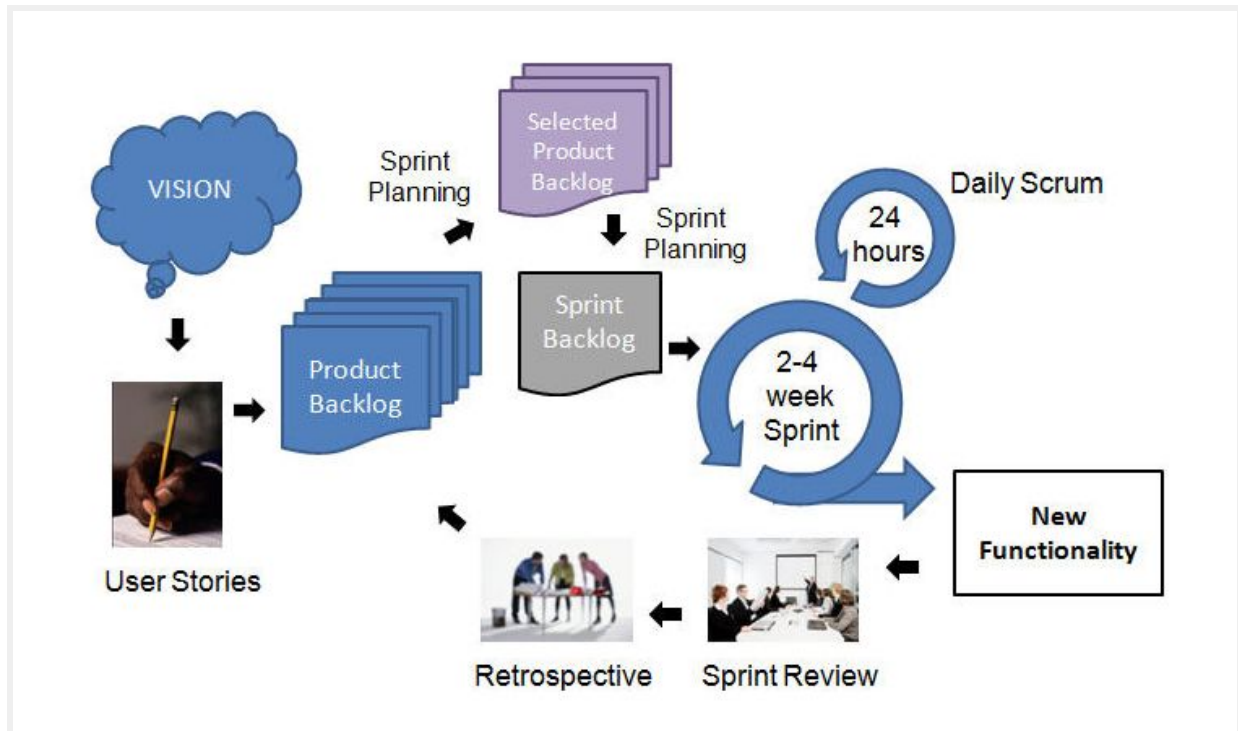 VISION
User Stories
Product
Backlog
Sprint
Planning
Selected
Product
Backlog
Sprint
Planning
Sprint
Backlog
24
hours
Daily Scrum
2-4
week
Sprint
New
Functionality
Sprint Review
Retrospective